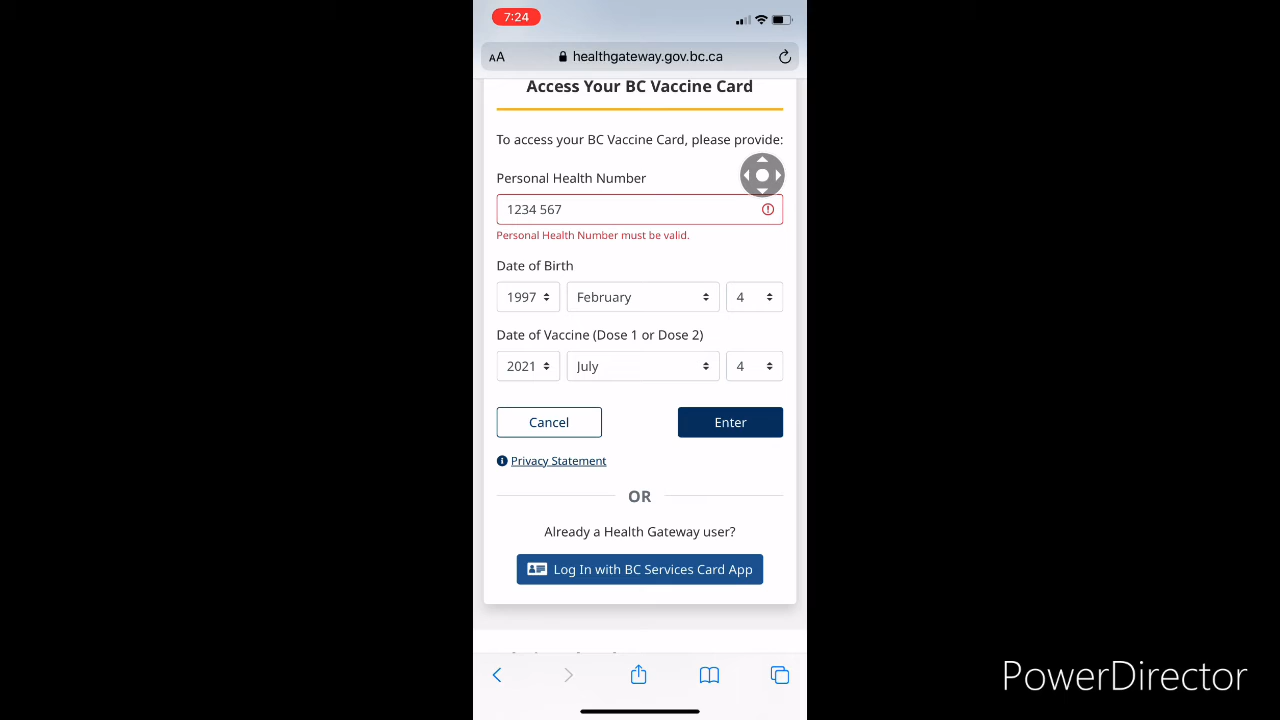 7:24
AA healthgateway.gov.bc.ca
Access Your BC Vaccine Card
To access your BC Vaccine Card, please provide:
Personal Health Number
1234 567
Personal Health Number must be valid.
Date of Birth
1997 February 4
Date of Vaccine (Dose 1 or Dose 2)
2021 July 4
Cancel Enter
Privacy Statement
OR
Already a Health Gateway user?
Log In with BC Services Card App
PowerDirector